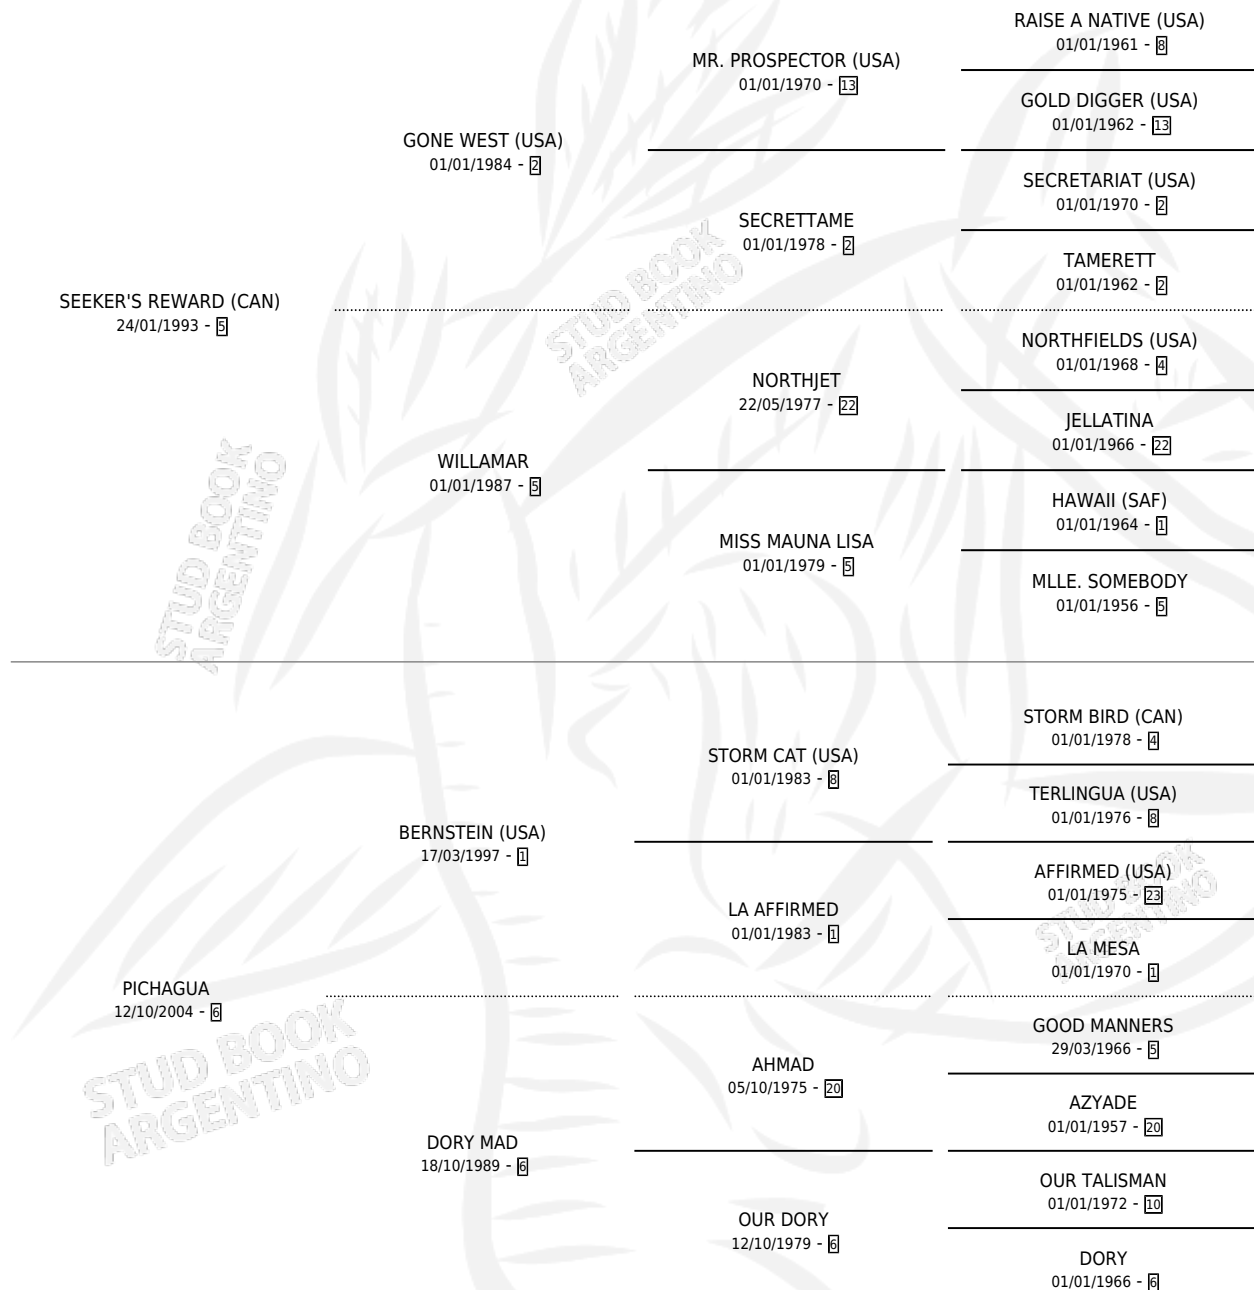 RAISE A NATIVE (USA)
01/01/1961 - 8
MR. PROSPECTOR (USA)
01/01/1970 - 13
GOLD DIGGER (USA)
01/01/1962 - 13
GONE WEST (USA)
01/01/1984 - 2
SECRETARIAT (USA)
01/01/1970 - 2
SECRETTAME
01/01/1978 - 2
TAMERETT
01/01/1962 - 2
SEEKER'S REWARD (CAN)
24/01/1993 - 5
NORTHFIELDS (USA)
01/01/1968 - 4
NORTHJET
22/05/1977 - 22
JELLATINA
01/01/1966 - 22
WILLAMAR
01/01/1987 - 5
HAWAII (SAF)
01/01/1964 - 1
MISS MAUNA LISA
01/01/1979 - 5
MLLE. SOMEBODY
01/01/1956 - 5
STORM BIRD (CAN)
01/01/1978 - 4
STORM CAT (USA)
01/01/1983 - 8
TERLINGUA (USA)
01/01/1976 - 8
BERNSTEIN (USA)
17/03/1997 - 1
AFFIRMED (USA)
01/01/1975 - 23
LA AFFIRMED
01/01/1983 - 1
LA MESA
01/01/1970 - 1
PICHAGUA
12/10/2004 - 6
GOOD MANNERS
29/03/1966 - 5
AHMAD
05/10/1975 - 20
AZYADE
01/01/1957 - 20
DORY MAD
18/10/1989 - 6
OUR TALISMAN
01/01/1972 - 10
OUR DORY
12/10/1979 - 6
DORY
01/01/1966 - 6
STUD BOOK
ARGENTINO
STUD BOOK
ARGENTINO
STUD BOOK
ARGENTINO
STUD BOOK
ARGENTINO